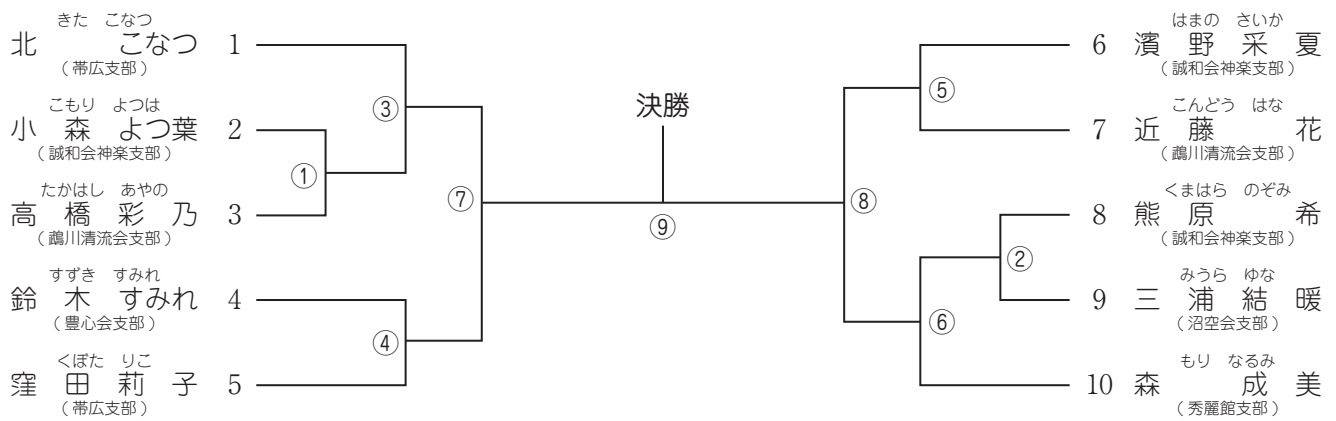 きた こなつ
北 こなつ 1
(帯広支部)
こもり よつは
小森 よつ葉 2
(誠和会神楽支部)
たかはし あやの
高橋彩乃 3
(鵡川清流会支部)
すずき すみれ
鈴木 すみれ 4
(豊心会支部)
くぼた りこ
窪田莉子 5
(帯広支部)
①
③
④
⑦
決勝
⑨
⑧
⑤
②
⑥
はまの さいか
6 濱野采夏
(誠和会神楽支部)
こんどう はな
7 近藤花
(鵡川清流会支部)
くまはら のぞみ
8 熊原希
(誠和会神楽支部)
みうら ゆな
9 三浦結暖
(沼空会支部)
もり なるみ
10 森成美
(秀麗館支部)